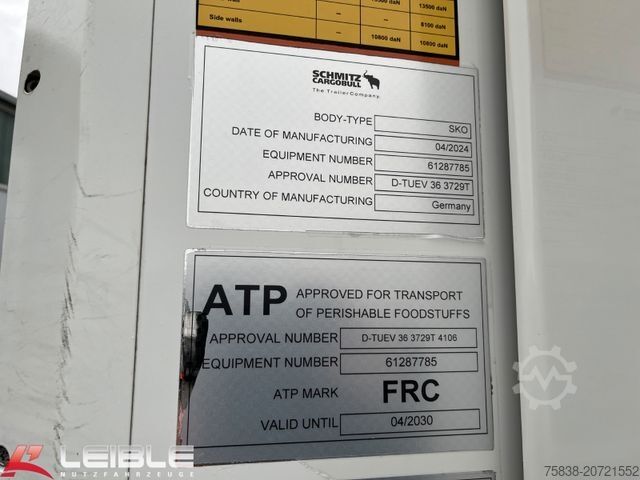 13500 daN
– – 8100 daN
Side walls – 10800 daN 10800 daN
SCHMITZ
CARGOBULL
The Trailer Company.
BODY-TYPE SKO
DATE OF MANUFACTURING 04/2024
EQUIPMENT NUMBER 61287785
APPROVAL NUMBER D-TUEV 36 3729T
COUNTRY OF MANUFACTURING Germany
ATP APPROVED FOR TRANSPORT
OF PERISHABLE FOODSTUFFS
APPROVAL NUMBER D-TUEV 36 3729T 4106
EQUIPMENT NUMBER 61287785
ATP MARK FRC
VALID UNTIL 04/2030
LEIBLE
NUTZFAHRZEUGE
75838-20721552